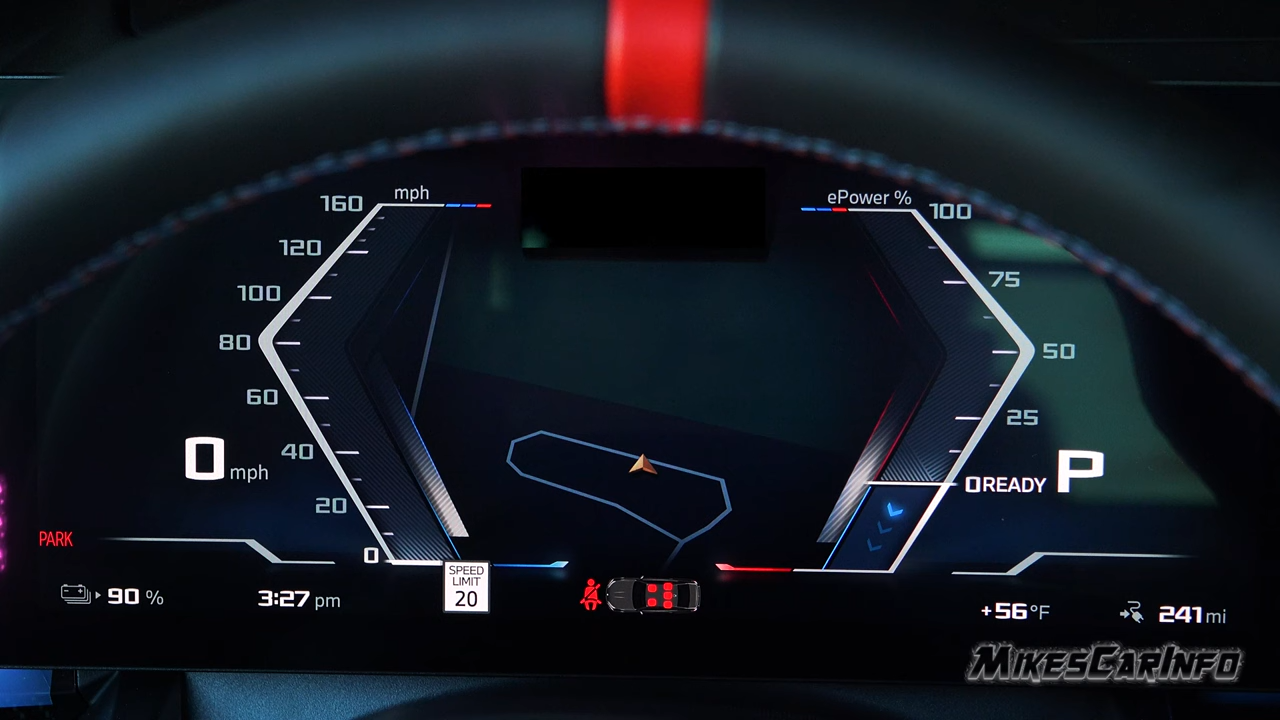 mph
160
120
100
80
60
40
20
0
0 mph
ePower %
100
75
50
25
0READY P
PARK
90 %
3:27 pm
SPEED
LIMIT
20
+56°F
241 mi
MIKESCARINFO